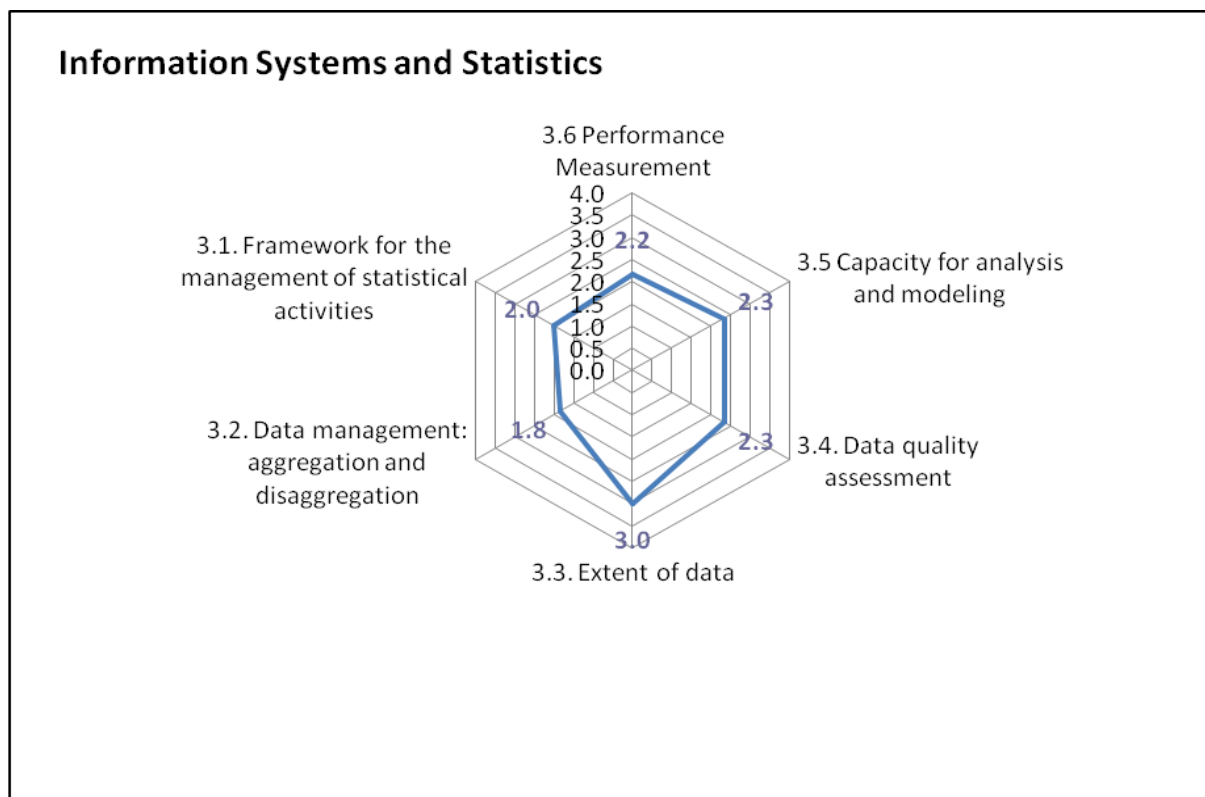 Information Systems and Statistics
3.6 Performance
Measurement
4.0
3.5
3.0
2.5
2.0
1.5
1.0
0.5
0.0
2.2
3.5 Capacity for analysis
and modeling
2.3
3.4. Data quality
assessment
2.3
3.3. Extent of data
3.0
3.2. Data management:
aggregation and
disaggregation
1.8
3.1. Framework for the
management of statistical
activities
2.0